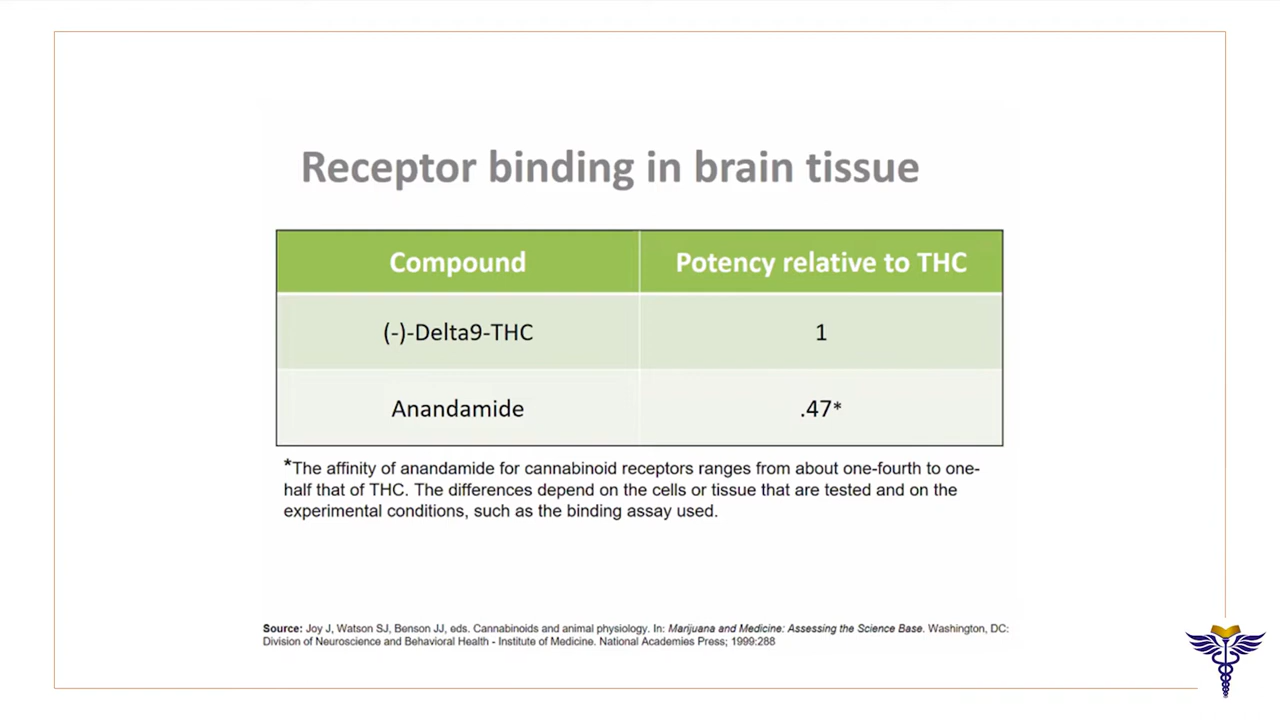 Receptor binding in brain tissue
Compound
Potency relative to THC
(-)-Delta9-THC
1
Anandamide
.47*
*The affinity of anandamide for cannabinoid receptors ranges from about one-fourth to one-
half that of THC. The differences depend on the cells or tissue that are tested and on the
experimental conditions, such as the binding assay used.
Source: Joy J, Watson SJ, Benson JJ, eds. Cannabinoids and animal physiology. In: Marijuana and Medicine: Assessing the Science Base. Washington, DC:
Division of Neuroscience and Behavioral Health - Institute of Medicine. National Academies Press; 1999:288